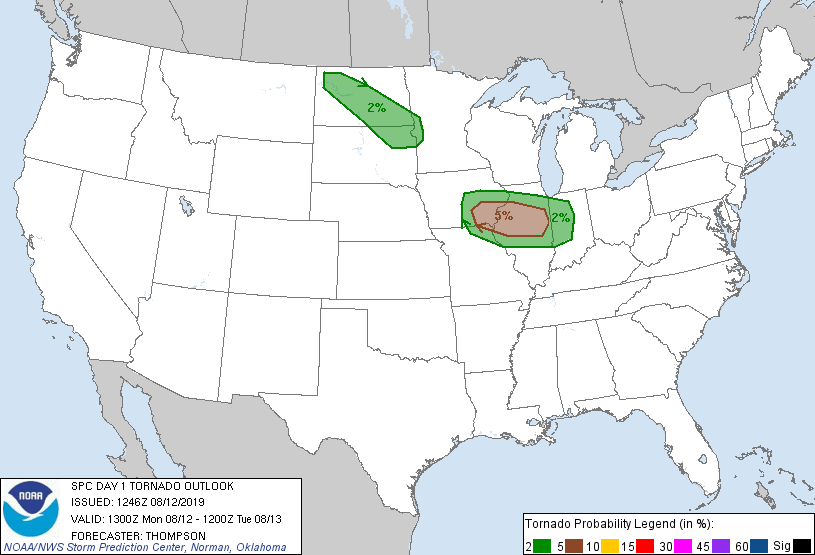 2%
5%
2%
NOAA
SPC DAY 1 TORNADO OUTLOOK
ISSUED: 1246Z 08/12/2019
VALID: 1300Z Mon 08/12 - 1200Z Tue 08/13
FORECASTER: THOMPSON
NOAA/NWS Storm Prediction Center, Norman, Oklahoma
Tornado Probability Legend (in %):
2 5 10 15 30 45 60 Sig